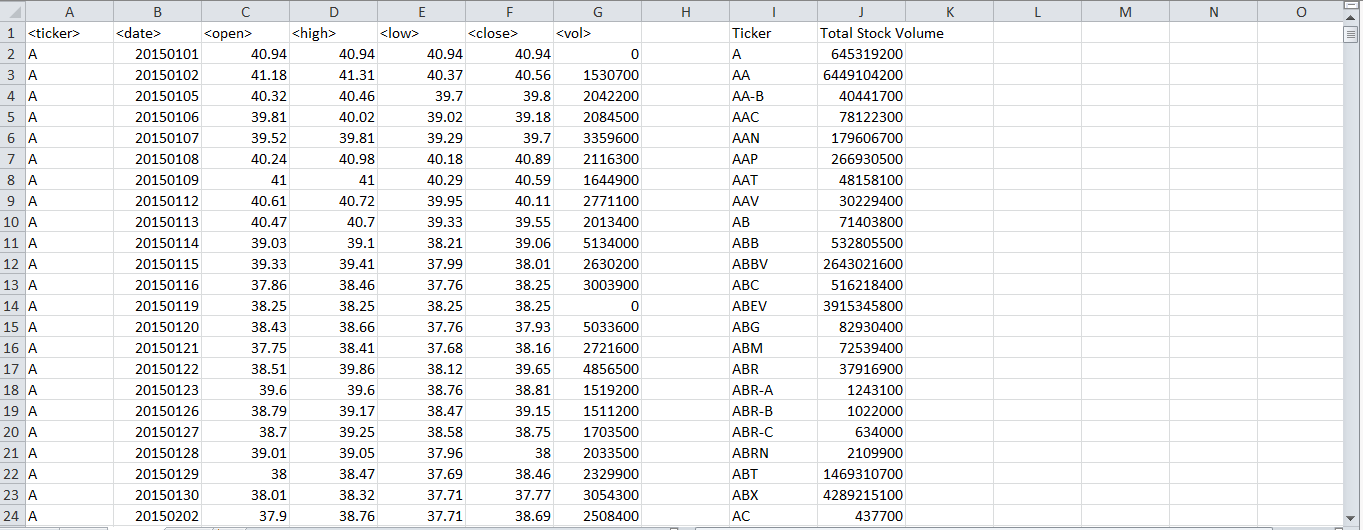 A B C D E F G H I J K L M N O
1 <ticker> <date> <open> <high> <low> <close> <vol> Ticker Total Stock Volume
2 A 20150101 40.94 40.94 40.94 40.94 0 A 645319200
3 A 20150102 41.18 41.31 40.37 40.56 1530700 AA 6449104200
4 A 20150105 40.32 40.46 39.7 39.8 2042200 AA-B 40441700
5 A 20150106 39.81 40.02 39.02 39.18 2084500 AAC 78122300
6 A 20150107 39.52 39.81 39.29 39.7 3359600 AAN 179606700
7 A 20150108 40.24 40.98 40.18 40.89 2116300 AAP 266930500
8 A 20150109 41 41 40.29 40.59 1644900 AAT 48158100
9 A 20150112 40.61 40.72 39.95 40.11 2771100 AAV 30229400
10 A 20150113 40.47 40.7 39.33 39.55 2013400 AB 71403800
11 A 20150114 39.03 39.1 38.21 39.06 5134000 ABB 532805500
12 A 20150115 39.33 39.41 37.99 38.01 2630200 ABBV 2643021600
13 A 20150116 37.86 38.46 37.76 38.25 3003900 ABC 516218400
14 A 20150119 38.25 38.25 38.25 38.25 0 ABEV 3915345800
15 A 20150120 38.43 38.66 37.76 37.93 5033600 ABG 82930400
16 A 20150121 37.75 38.41 37.68 38.16 2721600 ABM 72539400
17 A 20150122 38.51 39.86 38.12 39.65 4856500 ABR 37916900
18 A 20150123 39.6 39.6 38.76 38.81 1519200 ABR-A 1243100
19 A 20150126 38.79 39.17 38.47 39.15 1511200 ABR-B 1022000
20 A 20150127 38.7 39.25 38.58 38.75 1703500 ABR-C 634000
21 A 20150128 39.01 39.05 37.96 38 2033500 ABRN 2109900
22 A 20150129 38 38.47 37.69 38.46 2329900 ABT 1469310700
23 A 20150130 38.01 38.32 37.71 37.77 3054300 ABX 4289215100
24 A 20150202 37.9 38.76 37.71 38.69 2508400 AC 437700